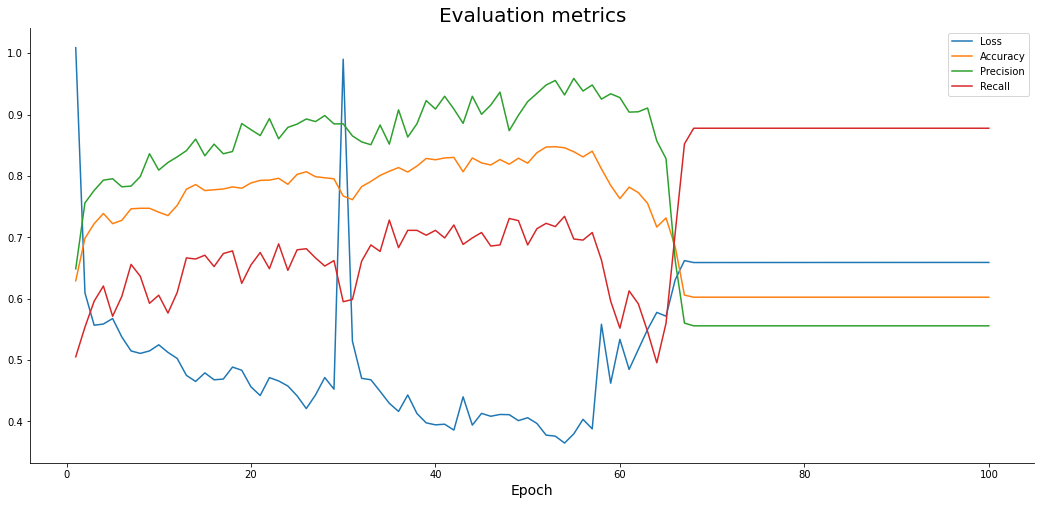 Evaluation metrics
Loss
Accuracy
Precision
Recall
1.0
0.9
0.8
0.7
0.6
0.5
0.4
0 20 40 60 80 100
Epoch